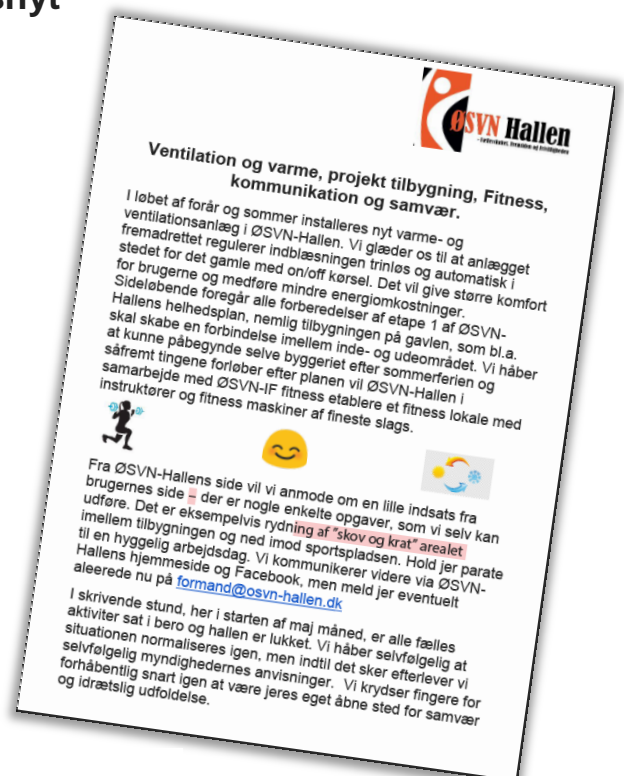 ØSVN Hallen
Ventilation og varme, projekt tilbygning, Fitness,
kommunikation og samvær.
I løbet af forår og sommer installeres nyt varme- og
ventilationsanlæg i ØSVN-Hallen. Vi glæder os til at anlægget
fremadrettet regulerer indblæsningen trinløs og automatisk i
stedet for det gamle med on/off kørsel. Det vil give større komfort
for brugerne og medføre mindre energiomkostninger.
Sideløbende foregår alle forberedelser af etape 1 af ØSVN-
Hallens helhedsplan, nemlig tilbygningen på gavlen, som bl.a.
skal skabe en forbindelse imellem inde- og udeområdet. Vi håber
at kunne påbegynde selve byggeriet efter sommerferien og
såfremt tingene forløber efter planen vil ØSVN-Hallen i
samarbejde med ØSVN-IF fitness etablere et fitness lokale med
instruktører og fitness maskiner af fineste slags.
Fra ØSVN-Hallens side vil vi anmode om en lille indsats fra
brugernes side – der er nogle enkelte opgaver, som vi selv kan
udføre. Det er eksempelvis rydning af "skov og krat" arealet
imellem tilbygningen og ned imod sportspladsen. Hold jer parate
til en hyggelig arbejdsdag. Vi kommunikerer videre via ØSVN-
Hallens hjemmeside og Facebook, men meld jer eventuelt
aleerede nu på formand@osvn-hallen.dk
I skrivende stund, her i starten af maj måned, er alle fælles
aktiviter sat i bero og hallen er lukket. Vi håber selvfølgelig at
situationen normaliseres igen, men indtil det sker efterlever vi
selvfølgelig myndighedernes anvisninger. Vi krydser fingere for
forhåbentlig snart igen at være jeres eget åbne sted for samvær
og idrætslig udfoldelse.